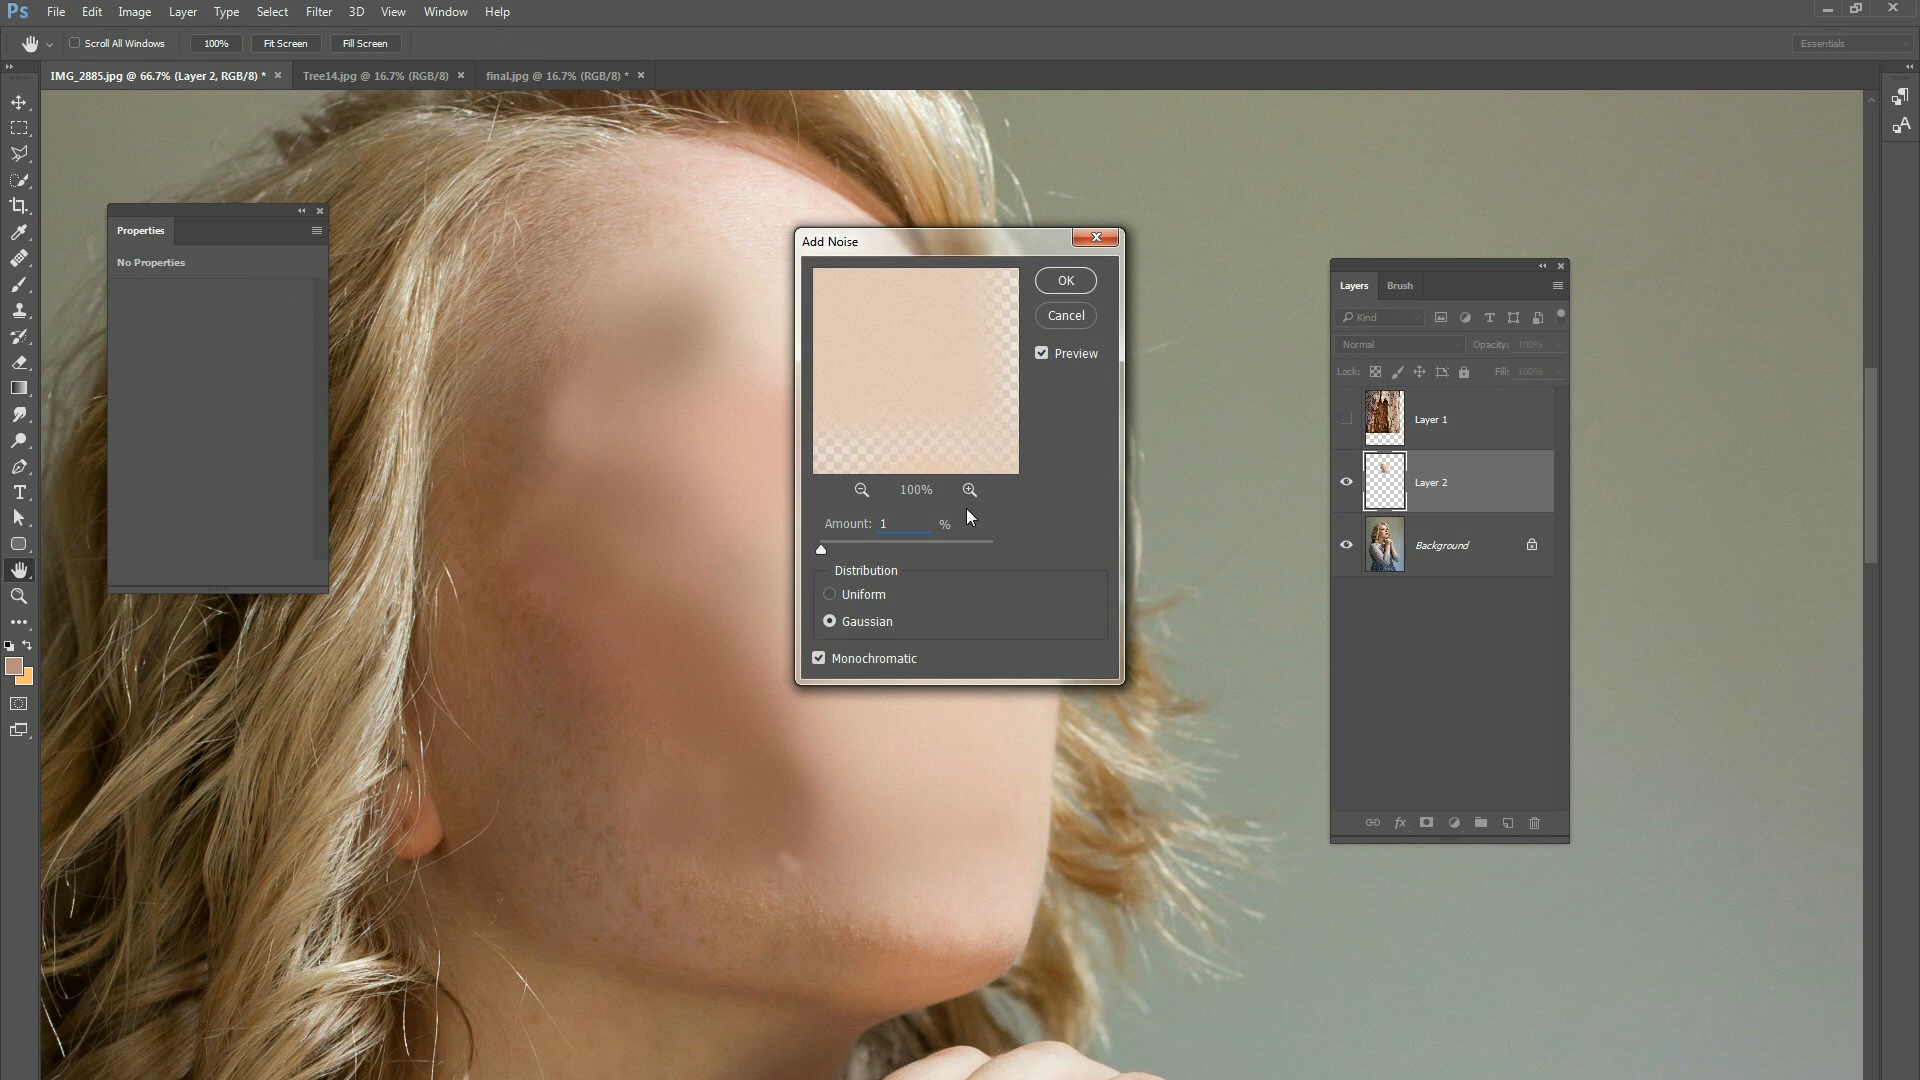 Ps File Edit Image Layer Type Select Filter 3D View Window Help
Scroll All Windows 100% Fit Screen Fill Screen Essentials
IMG_2885.jpg @ 66.7% (Layer 2, RGB/8) * Tree14.jpg @ 16.7% (RGB/8) final.jpg @ 16.7% (RGB/8) *
Properties
No Properties
Add Noise
OK
Cancel
Preview
100%
Amount: 1 %
Distribution
Uniform
Gaussian
Monochromatic
Layers Brush
Kind
Normal Opacity: 100%
Lock: Fill: 100%
Layer 1
Layer 2
Background
fx